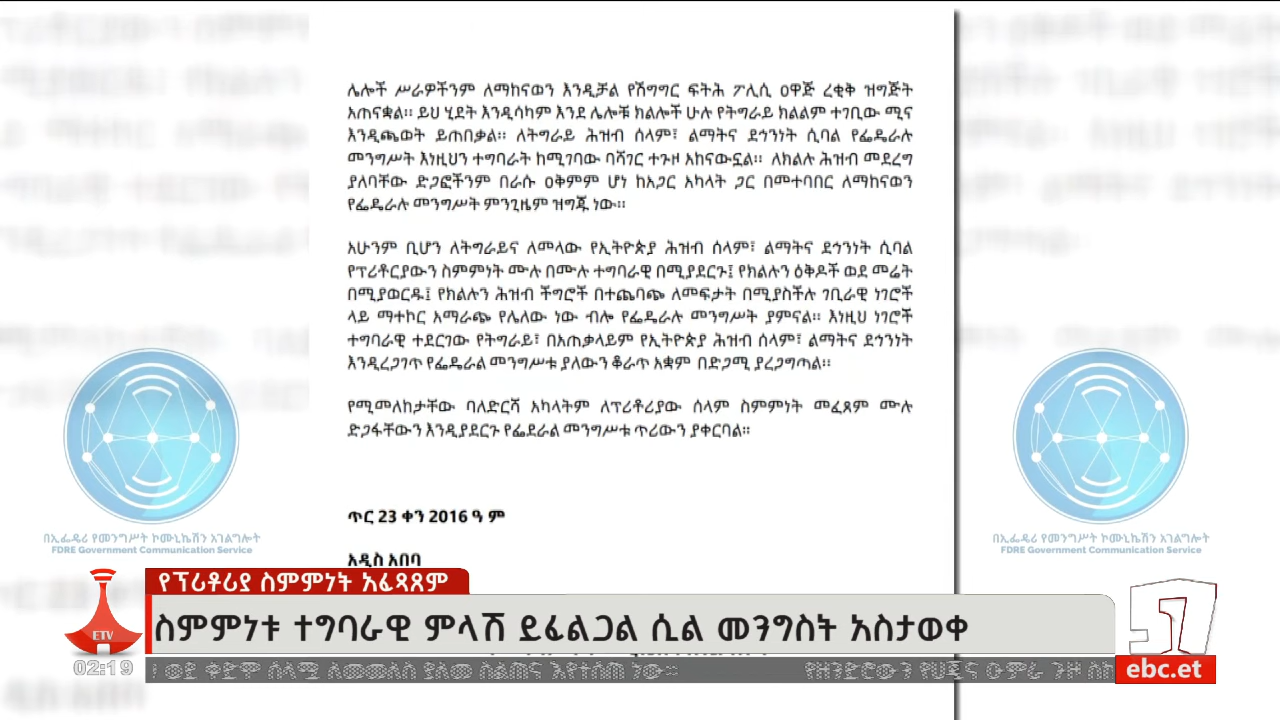 ሌሎች ሥራዎችንም ለማከናወን እንዲቻል የሽግግር ፍትሕ ፖሊሲ ዐዋጅ ረቂቅ ዝግጅት
አጠናቋል፡፡ ይህ ሂደት እንዲሳካም እንደ ሌሎቹ ክልሎች ሁሉ የትግራይ ክልልም ተገቢው ሚና
እንዲጫወት ይጠበቃል፡፡ ለትግራይ ሕዝብ ሰላም፣ ልማትና ደኅንነት ሲባል የፌዴራሉ
መንግሥት እነዚህን ተግባራት ከሚገባው ባሻገር ተጉዞ አከናውኗል፡፡ ለክልሉ ሕዝብ መደረግ
ያለባቸው ድጋፎችንም በራሱ ዐቅምም ሆነ ከአጋር አካላት ጋር በመተባበር ለማከናወን
የፌዴራሉ መንግሥት ምንጊዜም ዝግጁ ነው፡፡
አሁንም ቢሆን ለትግራይና ለመላው የኢትዮጵያ ሕዝብ ሰላም፣ ልማትና ደኅንነት ሲባል
የፕሪቶርያውን ስምምነት ሙሉ በሙሉ ተግባራዊ በሚያደርጉ፤ የክልሉን ዕቅዶች ወደ መሬት
በሚያወርዱ፤ የክልሉን ሕዝብ ችግሮች በተጨባጭ ለመፍታት በሚያስችሉ ገቢራዊ ነገሮች
ላይ ማተኮር አማራጭ የሌለው ነው ብሎ የፌዴራሉ መንግሥት ያምናል፡፡ እነዚህ ነገሮች
ተግባራዊ ተደርገው የትግራይ፣ በአጠቃላይም የኢትዮጵያ ሕዝብ ሰላም፣ ልማትና ደኅንነት
እንዲረጋገጥ የፌዴራል መንግሥቱ ያለውን ቆራጥ አቋም በድጋሚ ያረጋግጣል፡፡
የሚመለከታቸው ባለድርሻ አካላትም ለፕሪቶሪያው ሰላም ስምምነት መፈጸም ሙሉ
ድጋፋቸውን እንዲያደርጉ የፌደራል መንግሥቱ ጥሪውን ያቀርባል።
ጥር 23 ቀን 2016 ዓ ም
አዲስ አበባ
በኢፌዴሪ የመንግሥት ኮሙኒኬሽን አገልግሎት
FDRE Government Communication Service
በኢፌዴሪ የመንግሥት ኮሙኒኬሽን አገልግሎት
FDRE Government Communication Service
የፕሪቶሪያ ስምምነት አፈጻጸም
ስምምነቱ ተግባራዊ ምላሽ ይፈልጋል ሲል መንግስት አስታወቀ
ETV
02:19
ebc.et